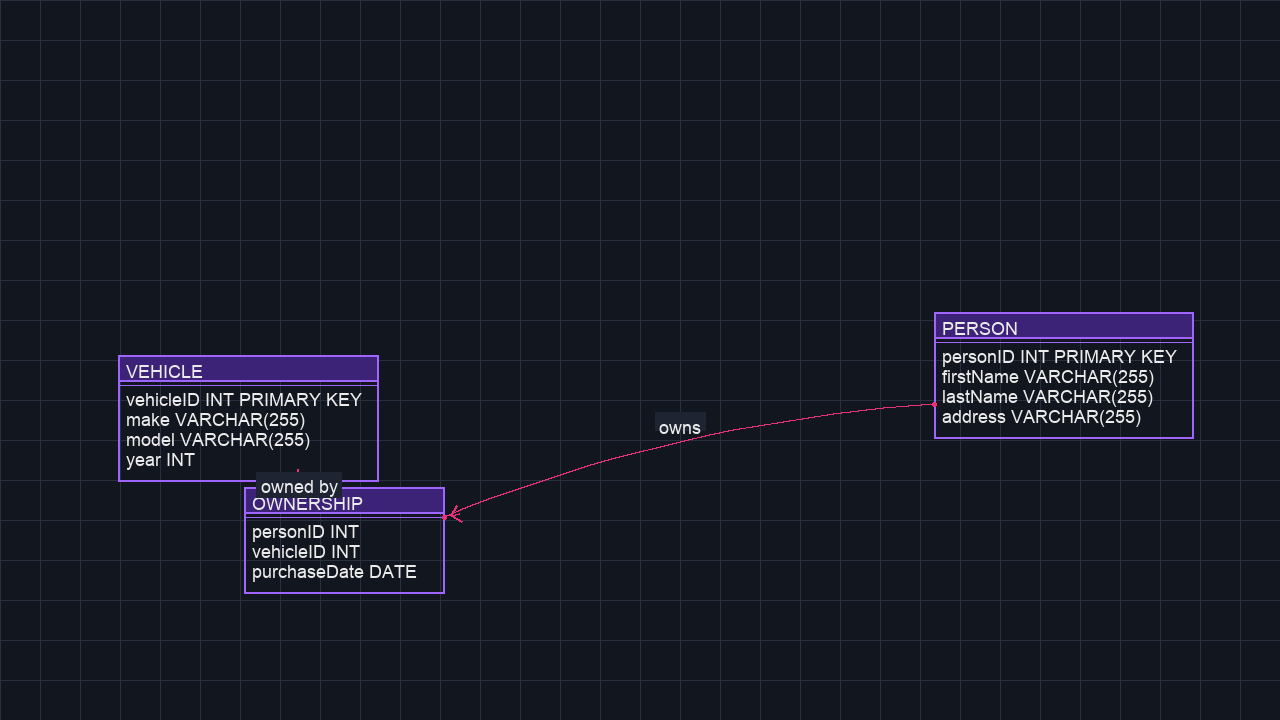 VEHICLE
vehicleID INT PRIMARY KEY
make VARCHAR(255)
model VARCHAR(255)
year INT
owned by
OWNERSHIP
personID INT
vehicleID INT
purchaseDate DATE
owns
PERSON
personID INT PRIMARY KEY
firstName VARCHAR(255)
lastName VARCHAR(255)
address VARCHAR(255)